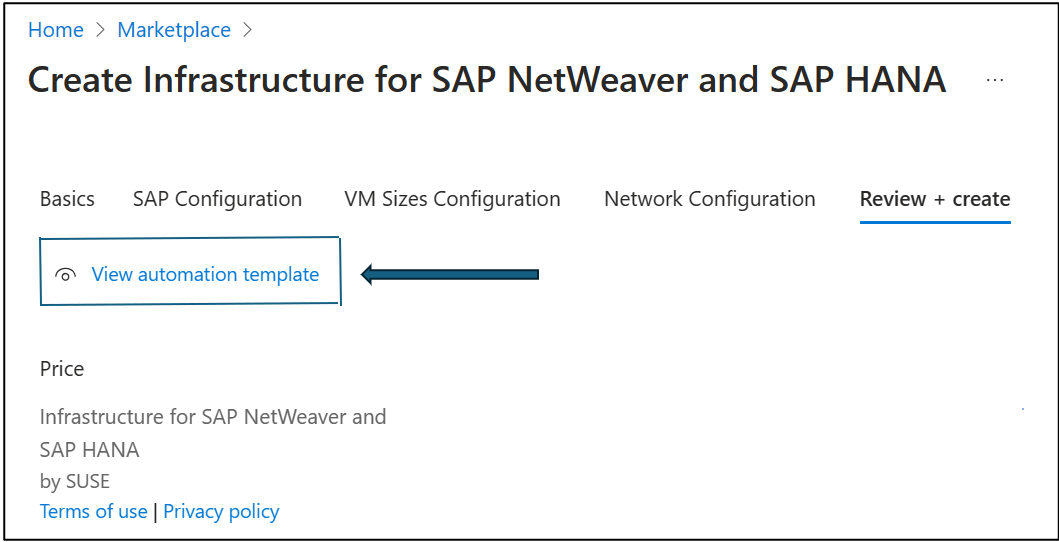 Home > Marketplace >
Create Infrastructure for SAP NetWeaver and SAP HANA ...
Basics SAP Configuration VM Sizes Configuration Network Configuration Review + create
View automation template
Price
Infrastructure for SAP NetWeaver and
SAP HANA
by SUSE
Terms of use | Privacy policy